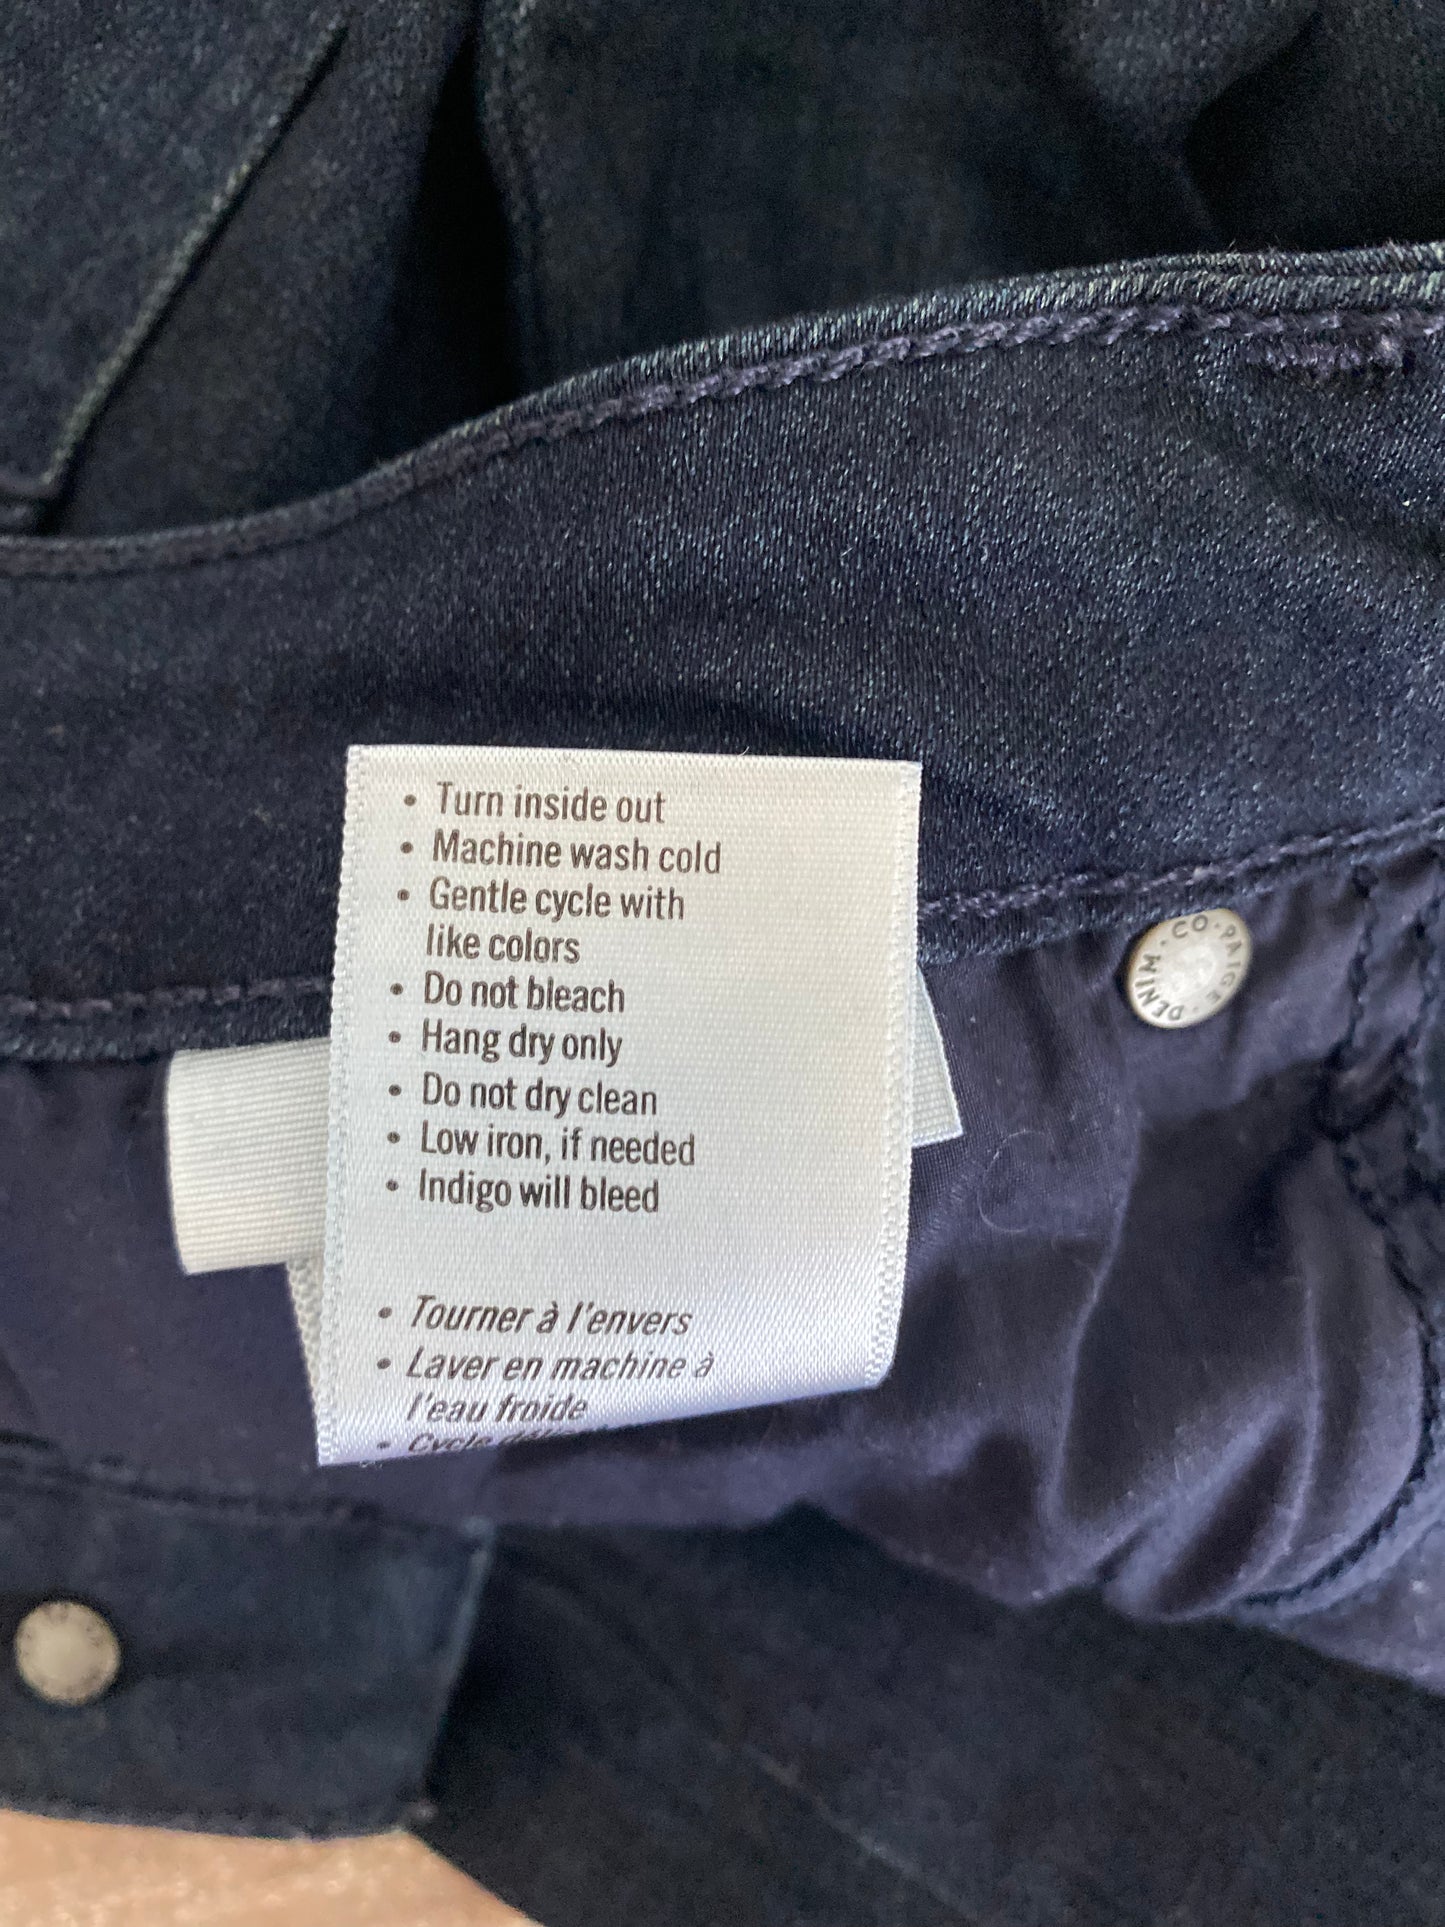 • Turn inside out
• Machine wash cold
• Gentle cycle with
like colors
• Do not bleach
• Hang dry only
• Do not dry clean
• Low iron, if needed
• Indigo will bleed
• Tourner à l'envers
• Laver en machine à
l'eau froide
• Cycle
PAIGE · DENIM · CO ·